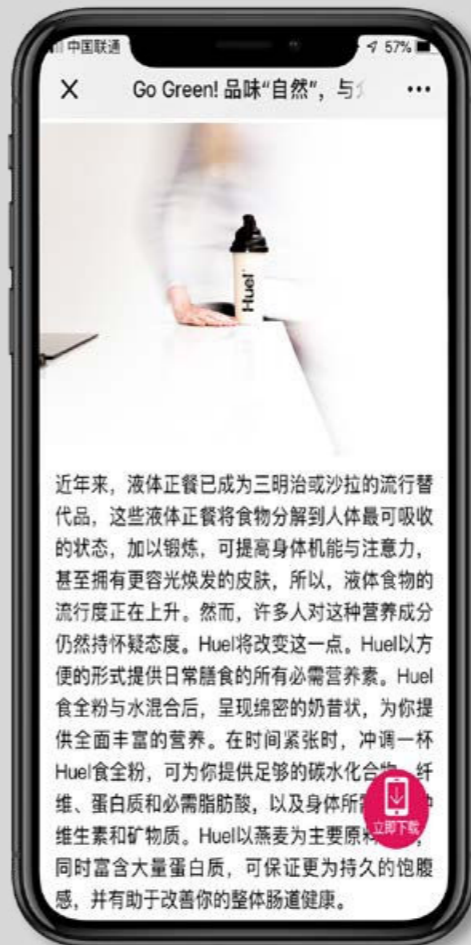 中国联通
57%
Go Green! 品味“自然”，与
Huel
近年来，液体正餐已成为三明治或沙拉的流行替
代品，这些液体正餐将食物分解到人体最可吸收
的状态，加以锻炼，可提高身体机能与注意力，
甚至拥有更容光焕发的皮肤，所以，液体食物的
流行度正在上升。然而，许多人对这种营养成分
仍然持怀疑态度。Huel将改变这一点。Huel以方
便的形式提供日常膳食的所有必需营养素。Huel
食全粉与水混合后，呈现绵密的奶昔状，为你提
供全面丰富的营养。在时间紧张时，冲调一杯
Huel食全粉，可为你提供足够的碳水化合 纤
维、蛋白质和必需脂肪酸，以及身体所
维生素和矿物质。Huel以燕麦为主要原
立即下载
同时富含大量蛋白质，可保证更为持久的饱腹
感，并有助于改善你的整体肠道健康。